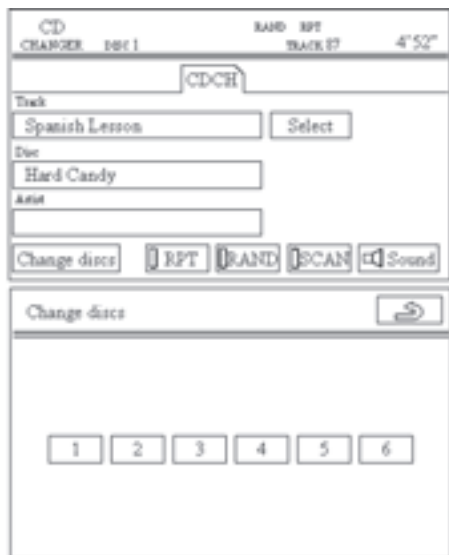 CD RAND RPT
CHANGER DISC 1 TRACK 07 4'52"
CDCH
Track
Spanish Lesson Select
Disc
Hard Candy
Artist
Change discs RPT RAND SCAN Sound
Change discs
1 2 3 4 5 6